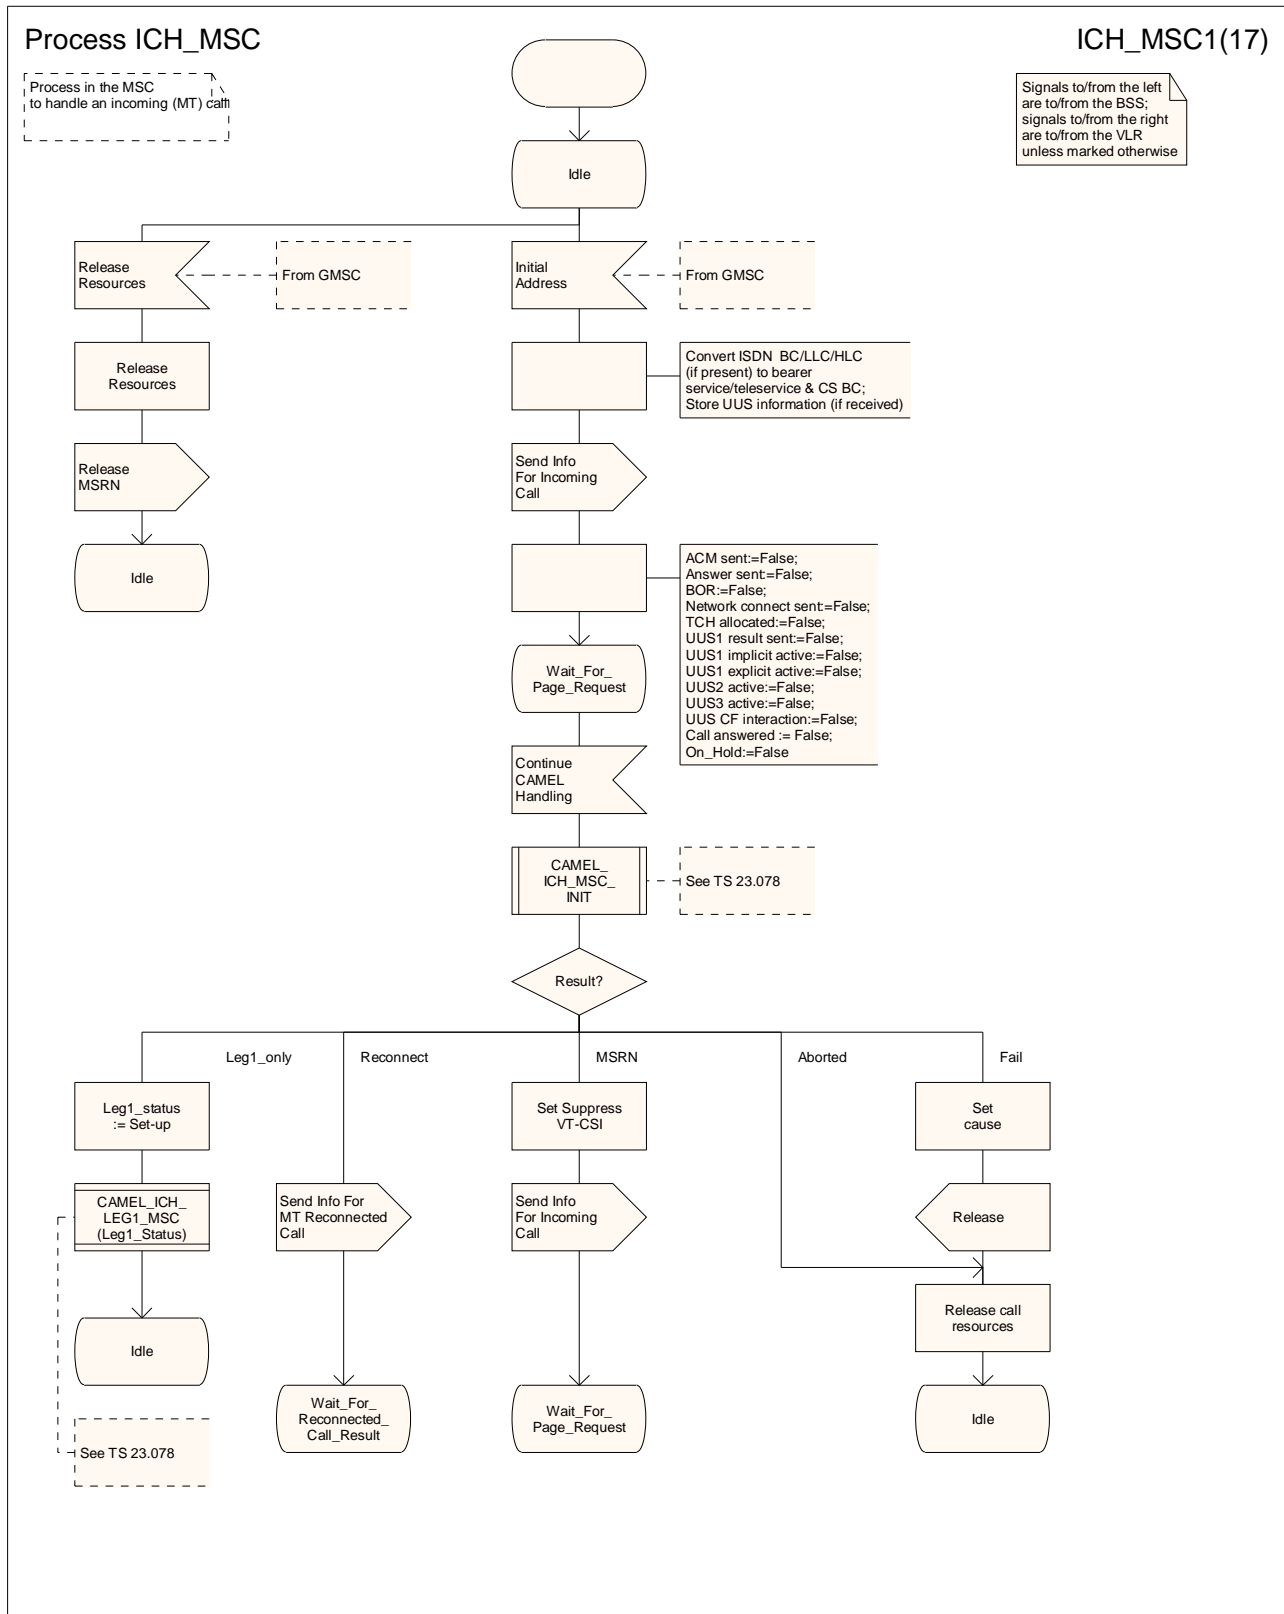 Process ICH_MSC
ICH_MSC1(17)
Process in the MSC
to handle an incoming (MT) call
Signals to/from the left
are to/from the BSS;
signals to/from the right
are to/from the VLR
unless marked otherwise
Idle
Release
Resources
From GMSC
Initial
Address
From GMSC
Release
Resources
Convert ISDN BC/LLC/HLC
(if present) to bearer
service/teleservice & CS BC;
Store UUS information (if received)
Release
MSRN
Send Info
For Incoming
Call
Idle
ACM sent:=False;
Answer sent:=False;
BOR:=False;
Network connect sent:=False;
TCH allocated:=False;
UUS1 result sent:=False;
UUS1 implicit active:=False;
UUS1 explicit active:=False;
UUS2 active:=False;
UUS3 active:=False;
UUS CF interaction:=False;
Call answered := False;
On_Hold:=False
Wait_For_
Page_Request
Continue
CAMEL
Handling
CAMEL_
ICH_MSC_
INIT
See TS 23.078
Result?
Leg1_only
Reconnect
MSRN
Aborted
Fail
Leg1_status
:= Set-up
Set Suppress
VT-CSI
Set
cause
CAMEL_ICH_
LEG1_MSC
(Leg1_Status)
Send Info For
MT Reconnected
Call
Send Info
For Incoming
Call
Release
Release call
resources
Idle
Wait_For_
Reconnected_
Call_Result
Wait_For_
Page_Request
Idle
See TS 23.078